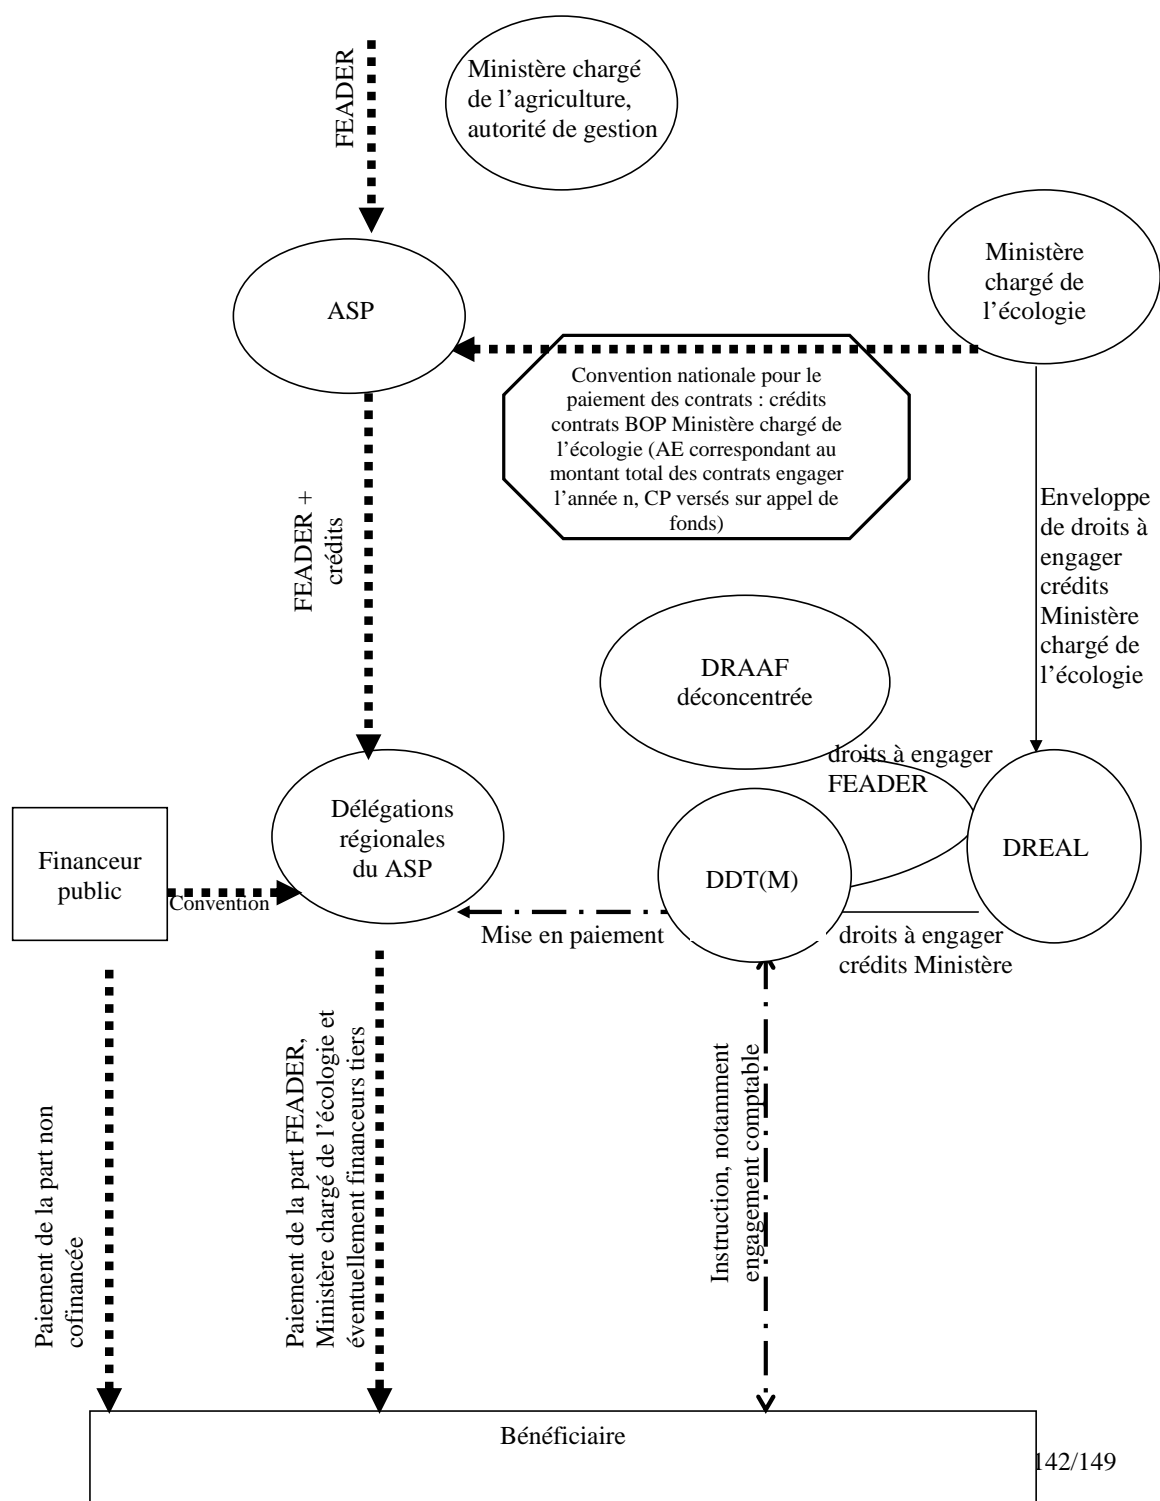 FEADER
Ministère chargé
de l'agriculture,
autorité de gestion
Ministère
chargé de
l'écologie
ASP
Convention nationale pour le
paiement des contrats : crédits
contrats BOP Ministère chargé de
l'écologie (AE correspondant au
montant total des contrats engager
l'année n, CP versés sur appel de
fonds)
FEADER +
crédits
Enveloppe
de droits à
engager
crédits
Ministère
chargé de
l'écologie
DRAAF
déconcentrée
droits à engager
FEADER
Délégations
régionales
du ASP
Financeur
public
Convention
DDT(M)
DREAL
Mise en paiement
droits à engager
crédits Ministère
Paiement de la part non
cofinancée
Paiement de la part FEADER,
Ministère chargé de l'écologie et
éventuellement financeurs tiers
Instruction, notamment
engagement comptable
Bénéficiaire
142/149